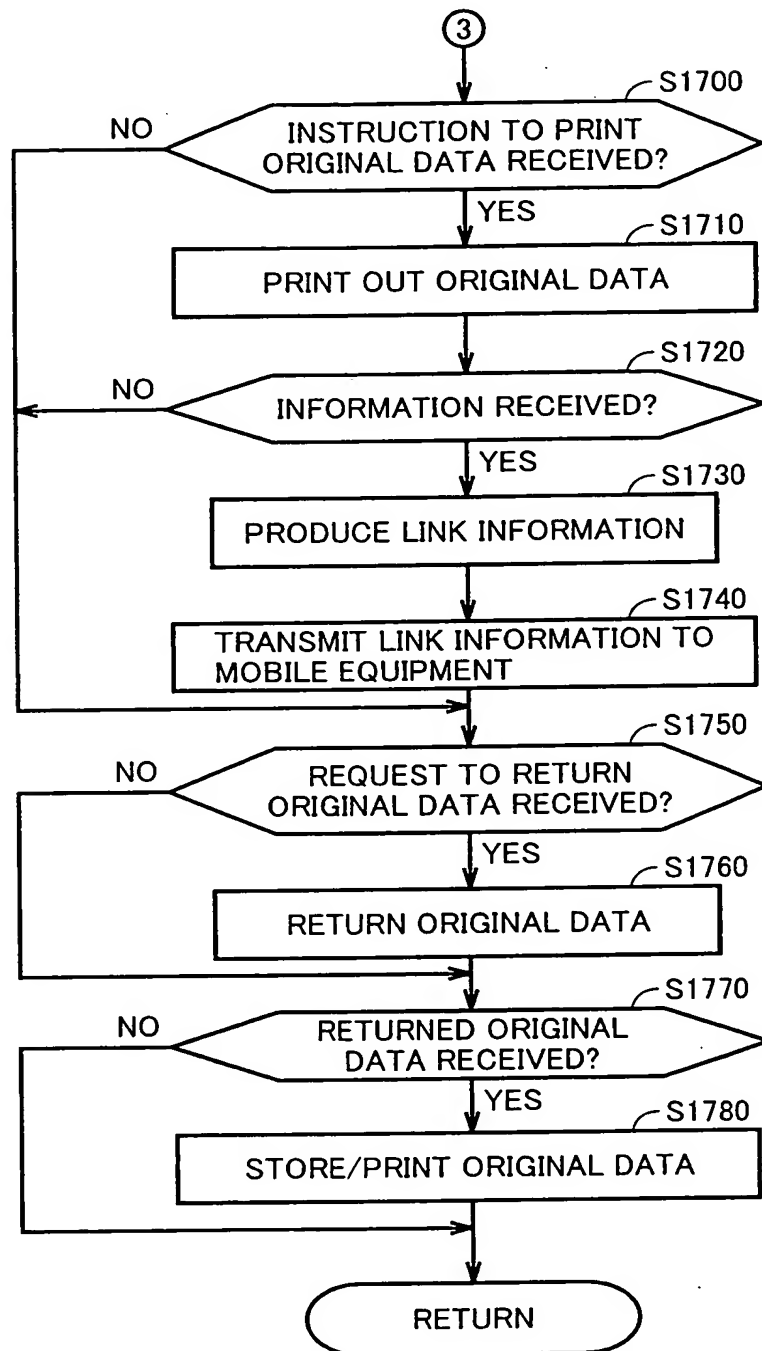 3
S1700
NO
INSTRUCTION TO PRINT
ORIGINAL DATA RECEIVED?
YES
S1710
PRINT OUT ORIGINAL DATA
S1720
NO
INFORMATION RECEIVED?
YES
S1730
PRODUCE LINK INFORMATION
S1740
TRANSMIT LINK INFORMATION TO
MOBILE EQUIPMENT
S1750
NO
REQUEST TO RETURN
ORIGINAL DATA RECEIVED?
YES
S1760
RETURN ORIGINAL DATA
S1770
NO
RETURNED ORIGINAL
DATA RECEIVED?
YES
S1780
STORE/PRINT ORIGINAL DATA
RETURN